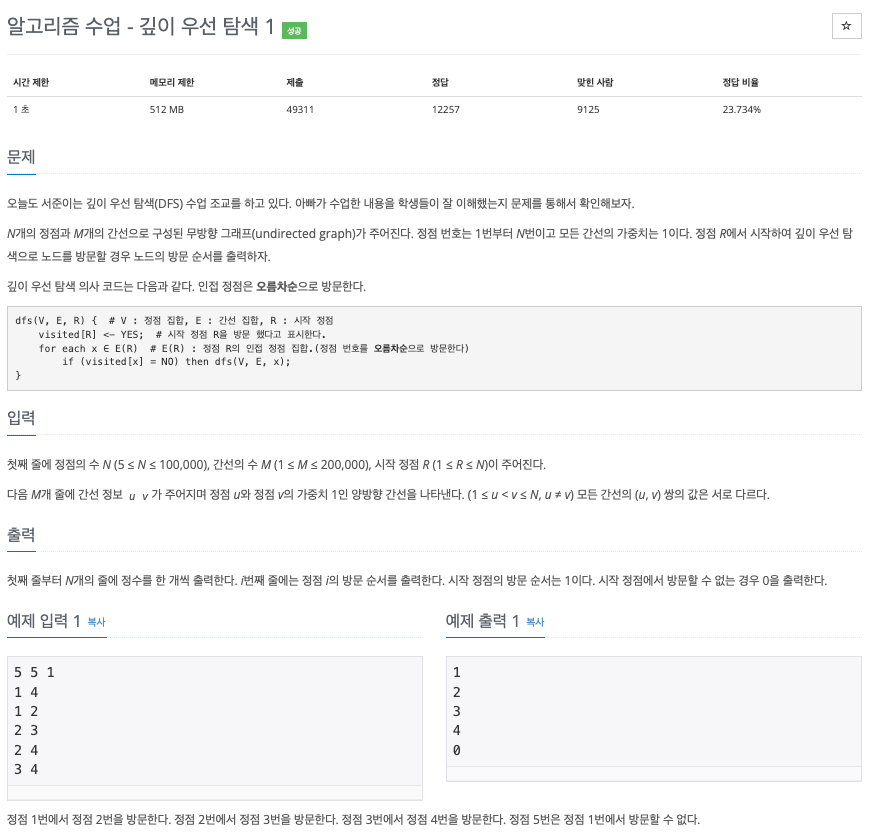 알고리즘 수업 - 깊이 우선 탐색 1 성공
☆
시간 제한 메모리 제한 제출 정답 맞힌 사람 정답 비율
1 초 512 MB 49311 12257 9125 23.734%
문제
오늘도 서준이는 깊이 우선 탐색(DFS) 수업 조교를 하고 있다. 아빠가 수업한 내용을 학생들이 잘 이해했는지 문제를 통해서 확인해보자.
N개의 정점과 M개의 간선으로 구성된 무방향 그래프(undirected graph)가 주어진다. 정점 번호는 1번부터 N번이고 모든 간선의 가중치는 1이다. 정점 R에서 시작하여 깊이 우선 탐
색으로 노드를 방문할 경우 노드의 방문 순서를 출력하자.
깊이 우선 탐색 의사 코드는 다음과 같다. 인접 정점은 오름차순으로 방문한다.
dfs(V, E, R) {  # V : 정점 집합, E : 간선 집합, R : 시작 정점
    visited[R] <- YES;  # 시작 정점 R을 방문 했다고 표시한다.
    for each x ∈ E(R)  # E(R) : 정점 R의 인접 정점 집합.(정점 번호를 오름차순으로 방문한다)
        if (visited[x] = NO) then dfs(V, E, x);
}
입력
첫째 줄에 정점의 수 N (5 ≤ N ≤ 100,000), 간선의 수 M (1 ≤ M ≤ 200,000), 시작 정점 R (1 ≤ R ≤ N)이 주어진다.
다음 M개 줄에 간선 정보 u v가 주어지며 정점 u와 정점 v의 가중치 1인 양방향 간선을 나타낸다. (1 ≤ u < v ≤ N, u ≠ v) 모든 간선의 (u, v) 쌍의 값은 서로 다르다.
출력
첫째 줄부터 N개의 줄에 정수를 한 개씩 출력한다. i번째 줄에는 정점 i의 방문 순서를 출력한다. 시작 정점의 방문 순서는 1이다. 시작 정점에서 방문할 수 없는 경우 0을 출력한다.
예제 입력 1 복사
5 5 1
1 4
1 2
2 3
2 4
3 4
예제 출력 1 복사
1
2
3
4
0
정점 1번에서 정점 2번을 방문한다. 정점 2번에서 정점 3번을 방문한다. 정점 3번에서 정점 4번을 방문한다. 정점 5번은 정점 1번에서 방문할 수 없다.